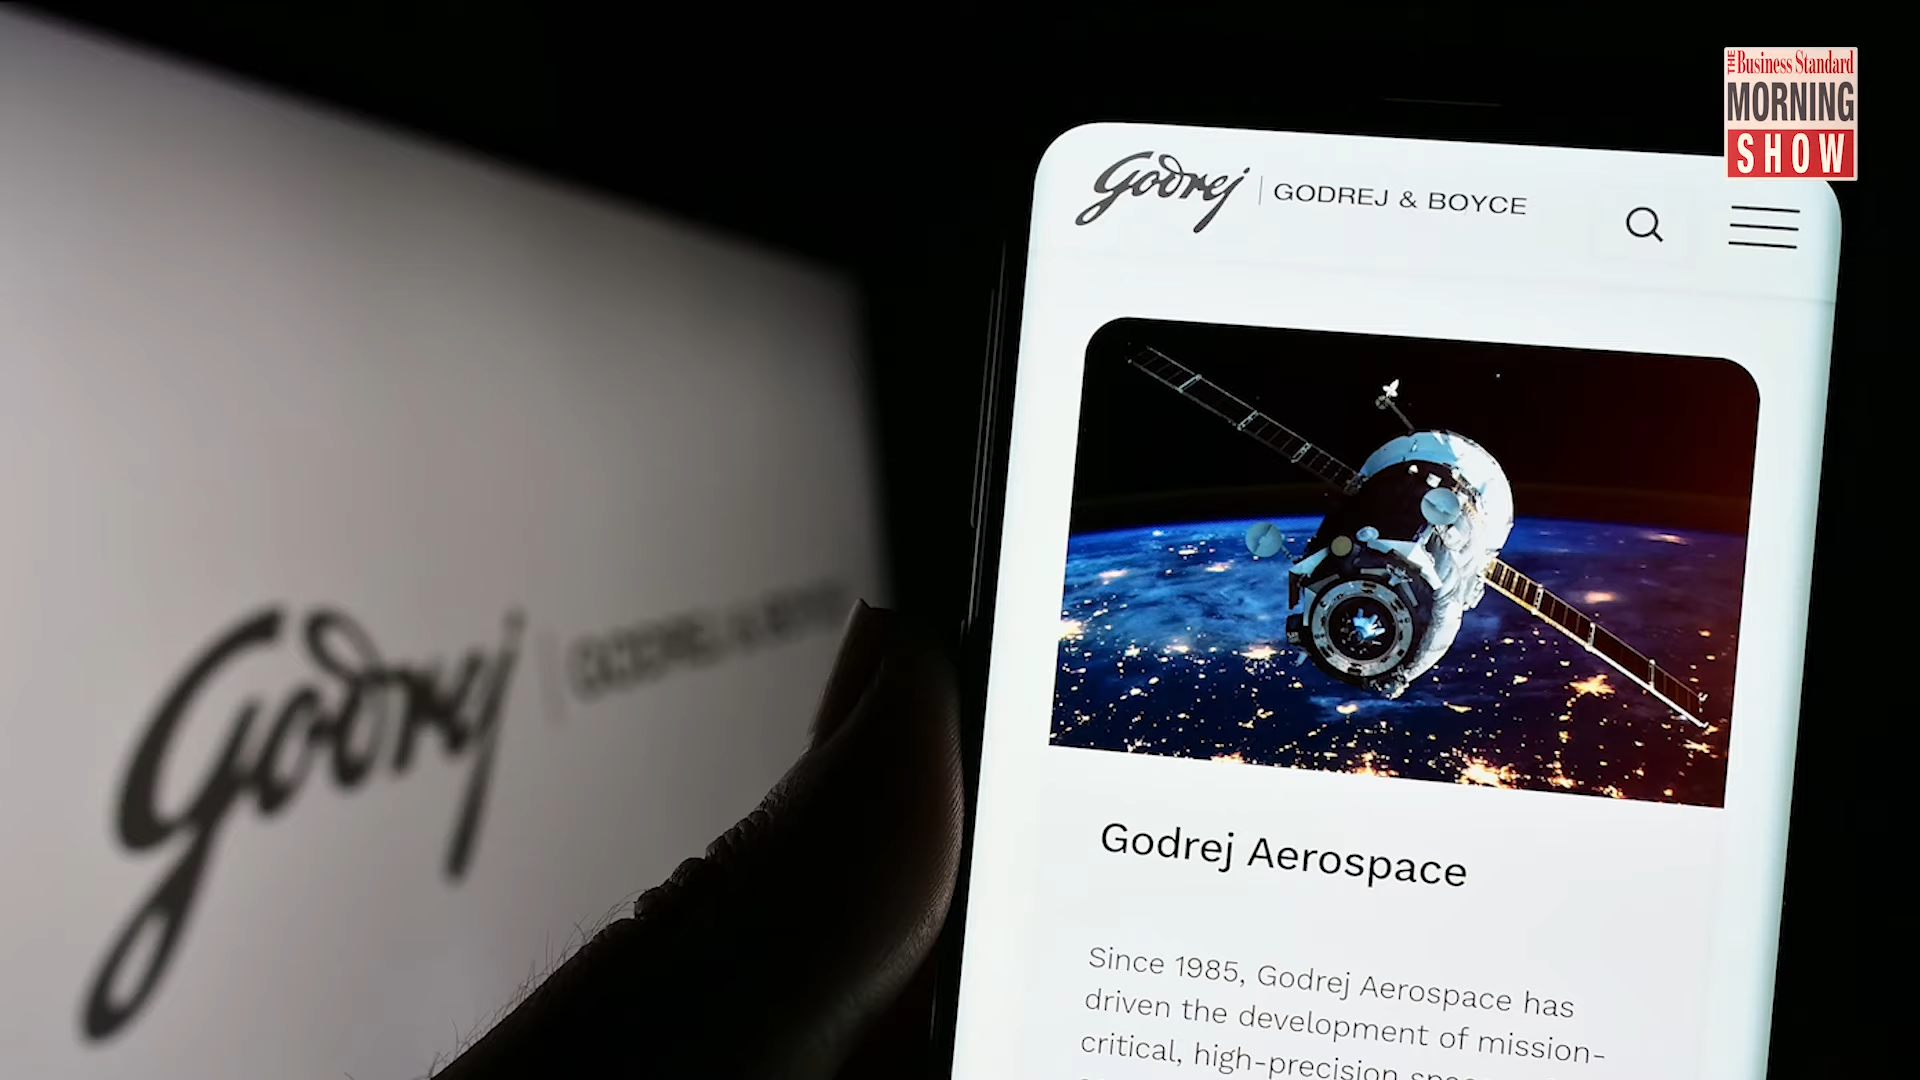 THE Business Standard
MORNING
SHOW
Godrej | GODREJ & BOYCE
Godrej
Godrej Aerospace
Since 1985, Godrej Aerospace has
driven the development of mission-
critical, high-precision